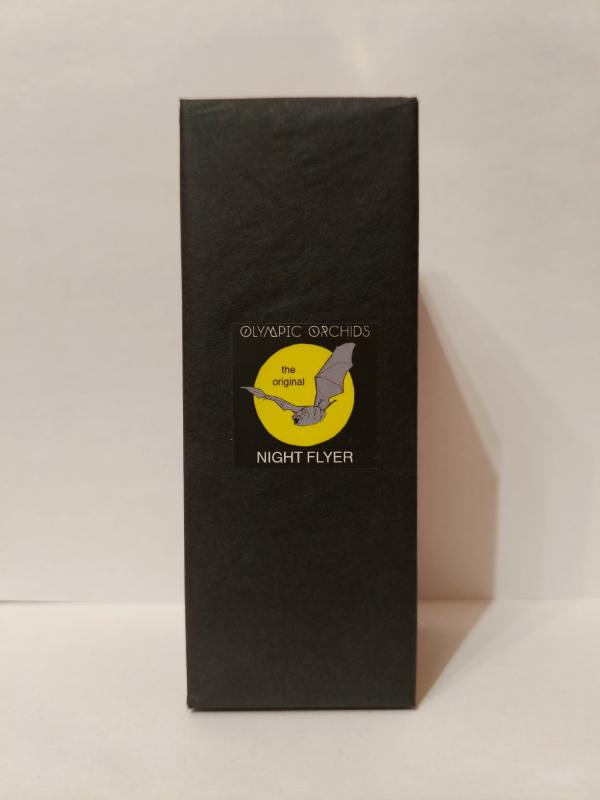 OLYMPIC ORCHIDS
the
original
NIGHT FLYER